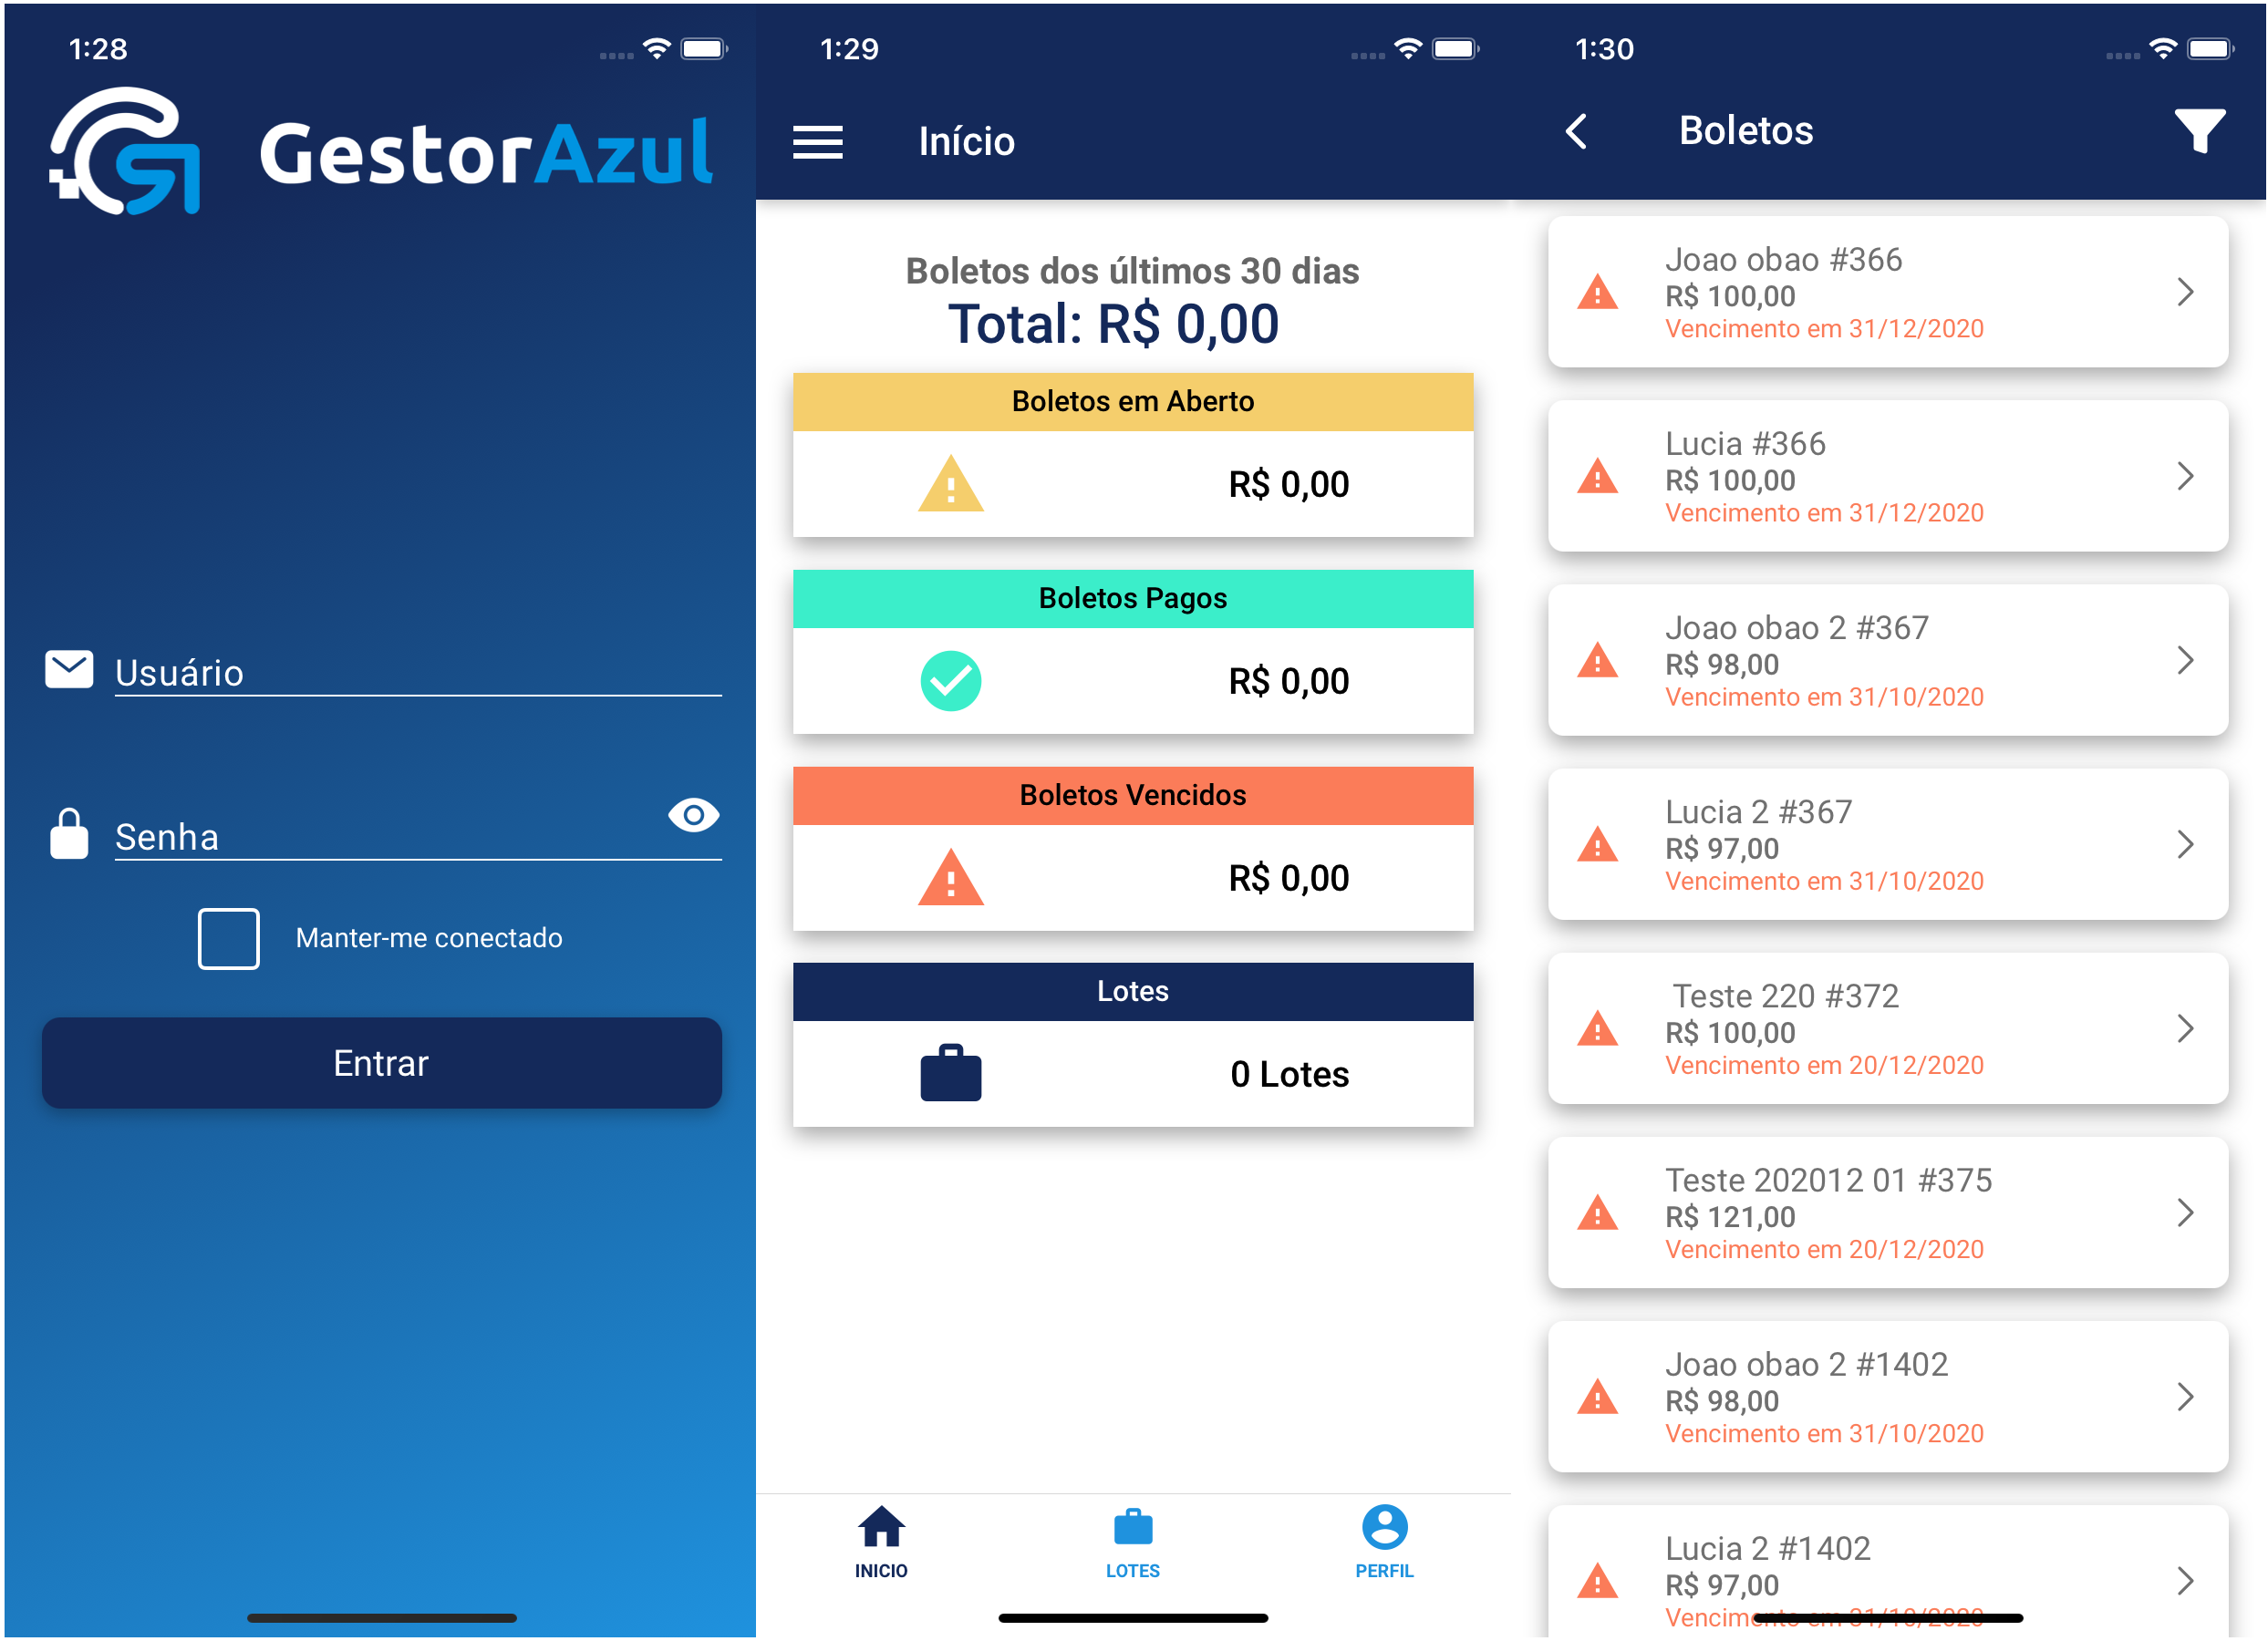 1:28
GestorAzul
Usuário
Senha
Manter-me conectado
Entrar
1:29
Início
Boletos dos últimos 30 dias
Total: R$ 0,00
Boletos em Aberto
R$ 0,00
Boletos Pagos
R$ 0,00
Boletos Vencidos
R$ 0,00
Lotes
0 Lotes
INICIO
LOTES
PERFIL
1:30
Boletos
Joao obao #366
R$ 100,00
Vencimento em 31/12/2020
Lucia #366
R$ 100,00
Vencimento em 31/12/2020
Joao obao 2 #367
R$ 98,00
Vencimento em 31/10/2020
Lucia 2 #367
R$ 97,00
Vencimento em 31/10/2020
Teste 220 #372
R$ 100,00
Vencimento em 20/12/2020
Teste 202012 01 #375
R$ 121,00
Vencimento em 20/12/2020
Joao obao 2 #1402
R$ 98,00
Vencimento em 31/10/2020
Lucia 2 #1402
R$ 97,00
Vencimento em 31/10/2020